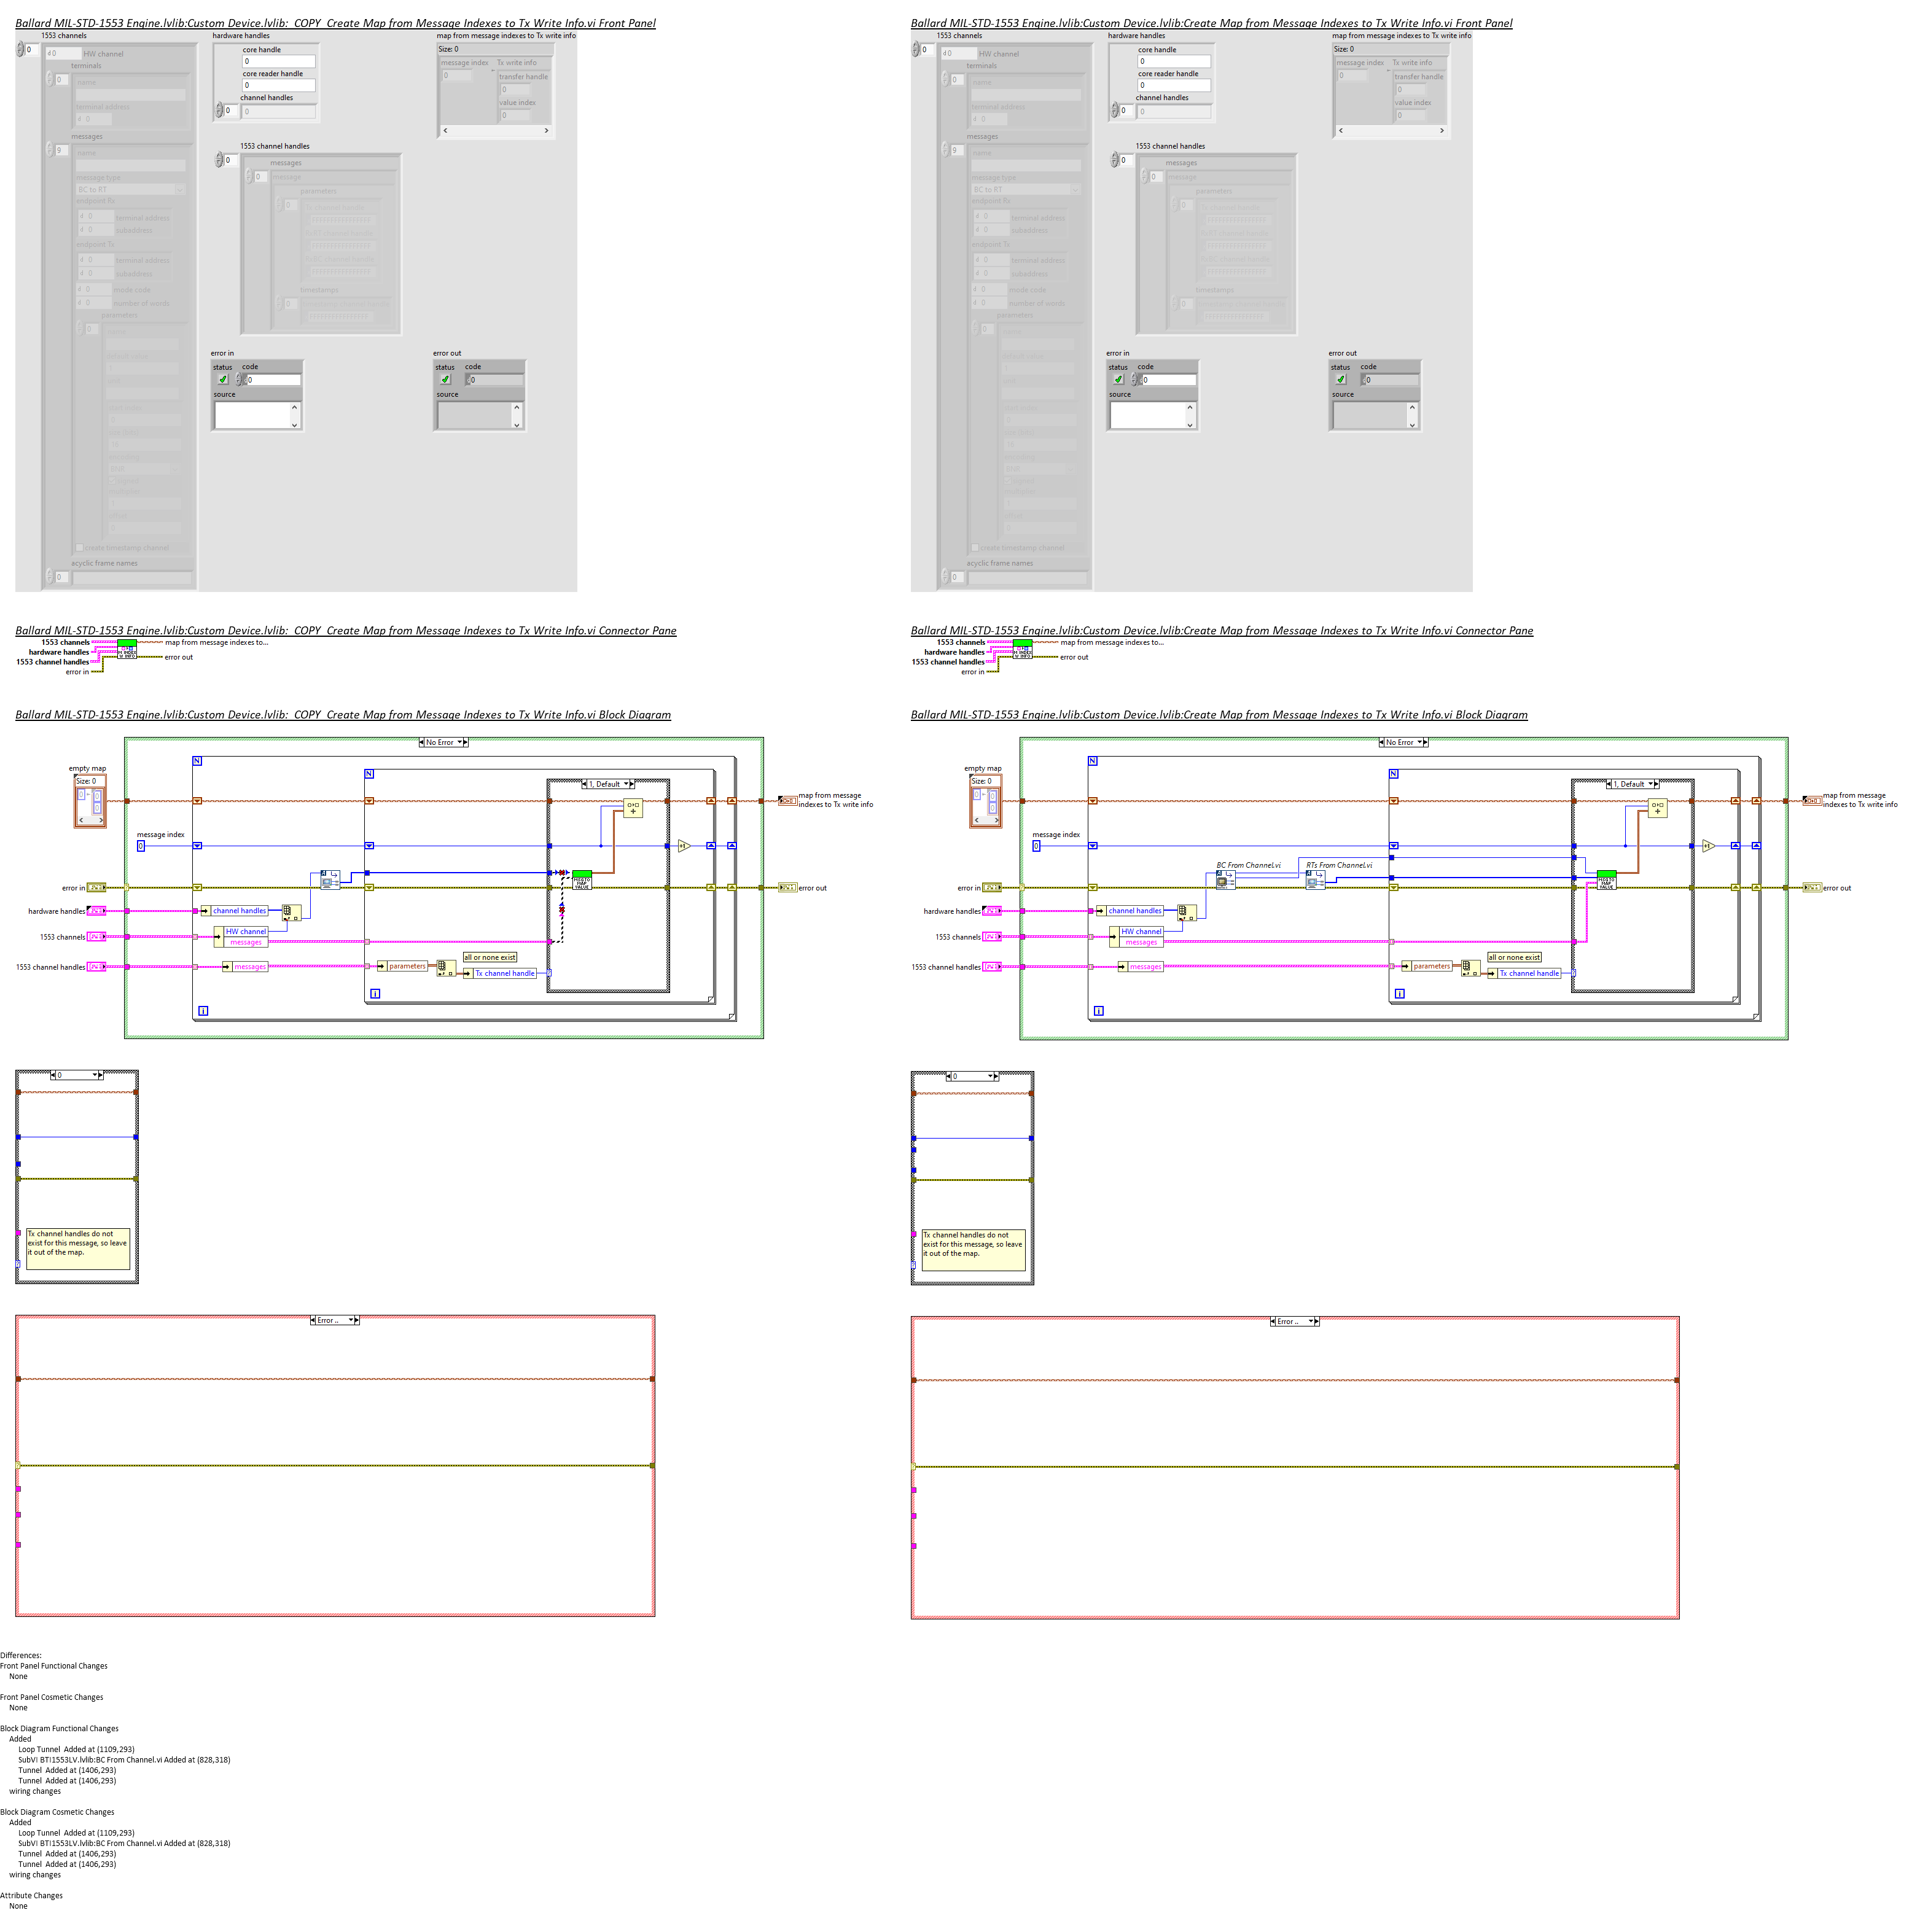 Ballard MIL-STD-1553 Engine.lvlib:Custom Device.lvlib:_COPY_Create Map from Message Indexes to Tx Write Info.vi Front Panel
1553 channels
0
HW channel
terminals
0
name
terminal address
0
messages
9
name
message type
BC to RT
endpoint Rx
0 terminal address
0 subaddress
endpoint Tx
0 terminal address
0 subaddress
0 mode code
0 number of words
parameters
0
create timestamp channel
acyclic frame names
0
hardware handles
core handle
0
core reader handle
0
channel handles
0
0
map from message indexes to Tx write info
Size: 0
message index
Tx write info
0
transfer handle
0
value index
0
1553 channel handles
0
messages
0
message
parameters
0
timestamps
0
error in
status code
0
source
error out
status code
0
source
Ballard MIL-STD-1553 Engine.lvlib:Custom Device.lvlib:Create Map from Message Indexes to Tx Write Info.vi Front Panel
1553 channels
0
HW channel
terminals
0
name
terminal address
0
messages
9
name
message type
BC to RT
endpoint Rx
0 terminal address
0 subaddress
endpoint Tx
0 terminal address
0 subaddress
0 mode code
0 number of words
parameters
0
create timestamp channel
acyclic frame names
0
hardware handles
core handle
0
core reader handle
0
channel handles
0
0
map from message indexes to Tx write info
Size: 0
message index
Tx write info
0
transfer handle
0
value index
0
1553 channel handles
0
messages
0
message
parameters
0
timestamps
0
error in
status code
0
source
error out
status code
0
source
Ballard MIL-STD-1553 Engine.lvlib:Custom Device.lvlib:_COPY_Create Map from Message Indexes to Tx Write Info.vi Connector Pane
1553 channels
hardware handles
1553 channel handles
error in
map from message indexes to...
error out
Ballard MIL-STD-1553 Engine.lvlib:Custom Device.lvlib:Create Map from Message Indexes to Tx Write Info.vi Connector Pane
1553 channels
hardware handles
1553 channel handles
error in
map from message indexes to...
error out
Ballard MIL-STD-1553 Engine.lvlib:Custom Device.lvlib:_COPY_Create Map from Message Indexes to Tx Write Info.vi Block Diagram
No Error
N
N
empty map
Size: 0
1, Default
map from message
indexes to Tx write info
message index
0
+1
error in
MSG TO
MAP
VALUE
error out
hardware handles
channel handles
1553 channels
HW channel
messages
1553 channel handles
messages
parameters
all or none exist
Tx channel handle
i
i
Ballard MIL-STD-1553 Engine.lvlib:Custom Device.lvlib:Create Map from Message Indexes to Tx Write Info.vi Block Diagram
No Error
N
N
empty map
Size: 0
1, Default
map from message
indexes to Tx write info
message index
0
+1
BC From Channel.vi
RTs From Channel.vi
error in
MSG TO
MAP
VALUE
error out
hardware handles
channel handles
1553 channels
HW channel
messages
1553 channel handles
messages
parameters
all or none exist
Tx channel handle
i
i
0
Tx channel handles do not
exist for this message, so leave
it out of the map.
0
Tx channel handles do not
exist for this message, so leave
it out of the map.
Error ..
Error ..
Differences:
Front Panel Functional Changes
None
Front Panel Cosmetic Changes
None
Block Diagram Functional Changes
Added
Loop Tunnel  Added at (1109,293)
SubVI BTI1553LV.lvlib:BC From Channel.vi Added at (828,318)
Tunnel  Added at (1406,293)
Tunnel  Added at (1406,293)
wiring changes
Block Diagram Cosmetic Changes
Added
Loop Tunnel  Added at (1109,293)
SubVI BTI1553LV.lvlib:BC From Channel.vi Added at (828,318)
Tunnel  Added at (1406,293)
Tunnel  Added at (1406,293)
wiring changes
Attribute Changes
None